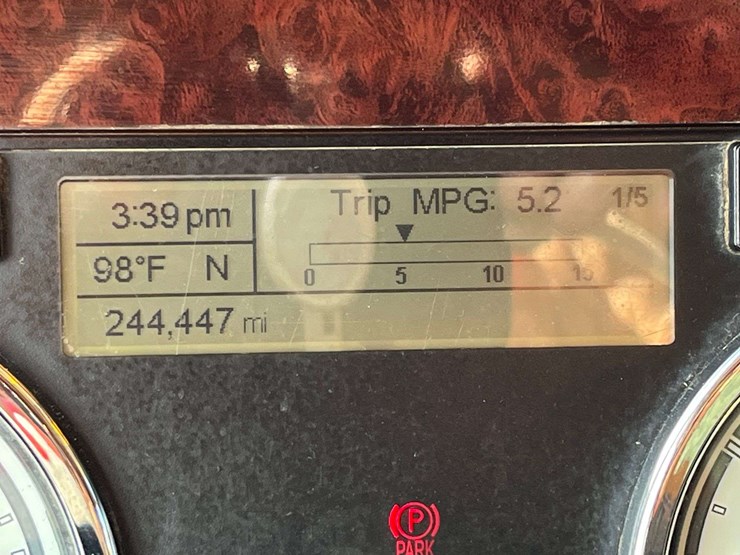 3:39 pm
Trip MPG: 5.2
1/5
98°F N
0 5 10 15
244,447 mi
P
PARK